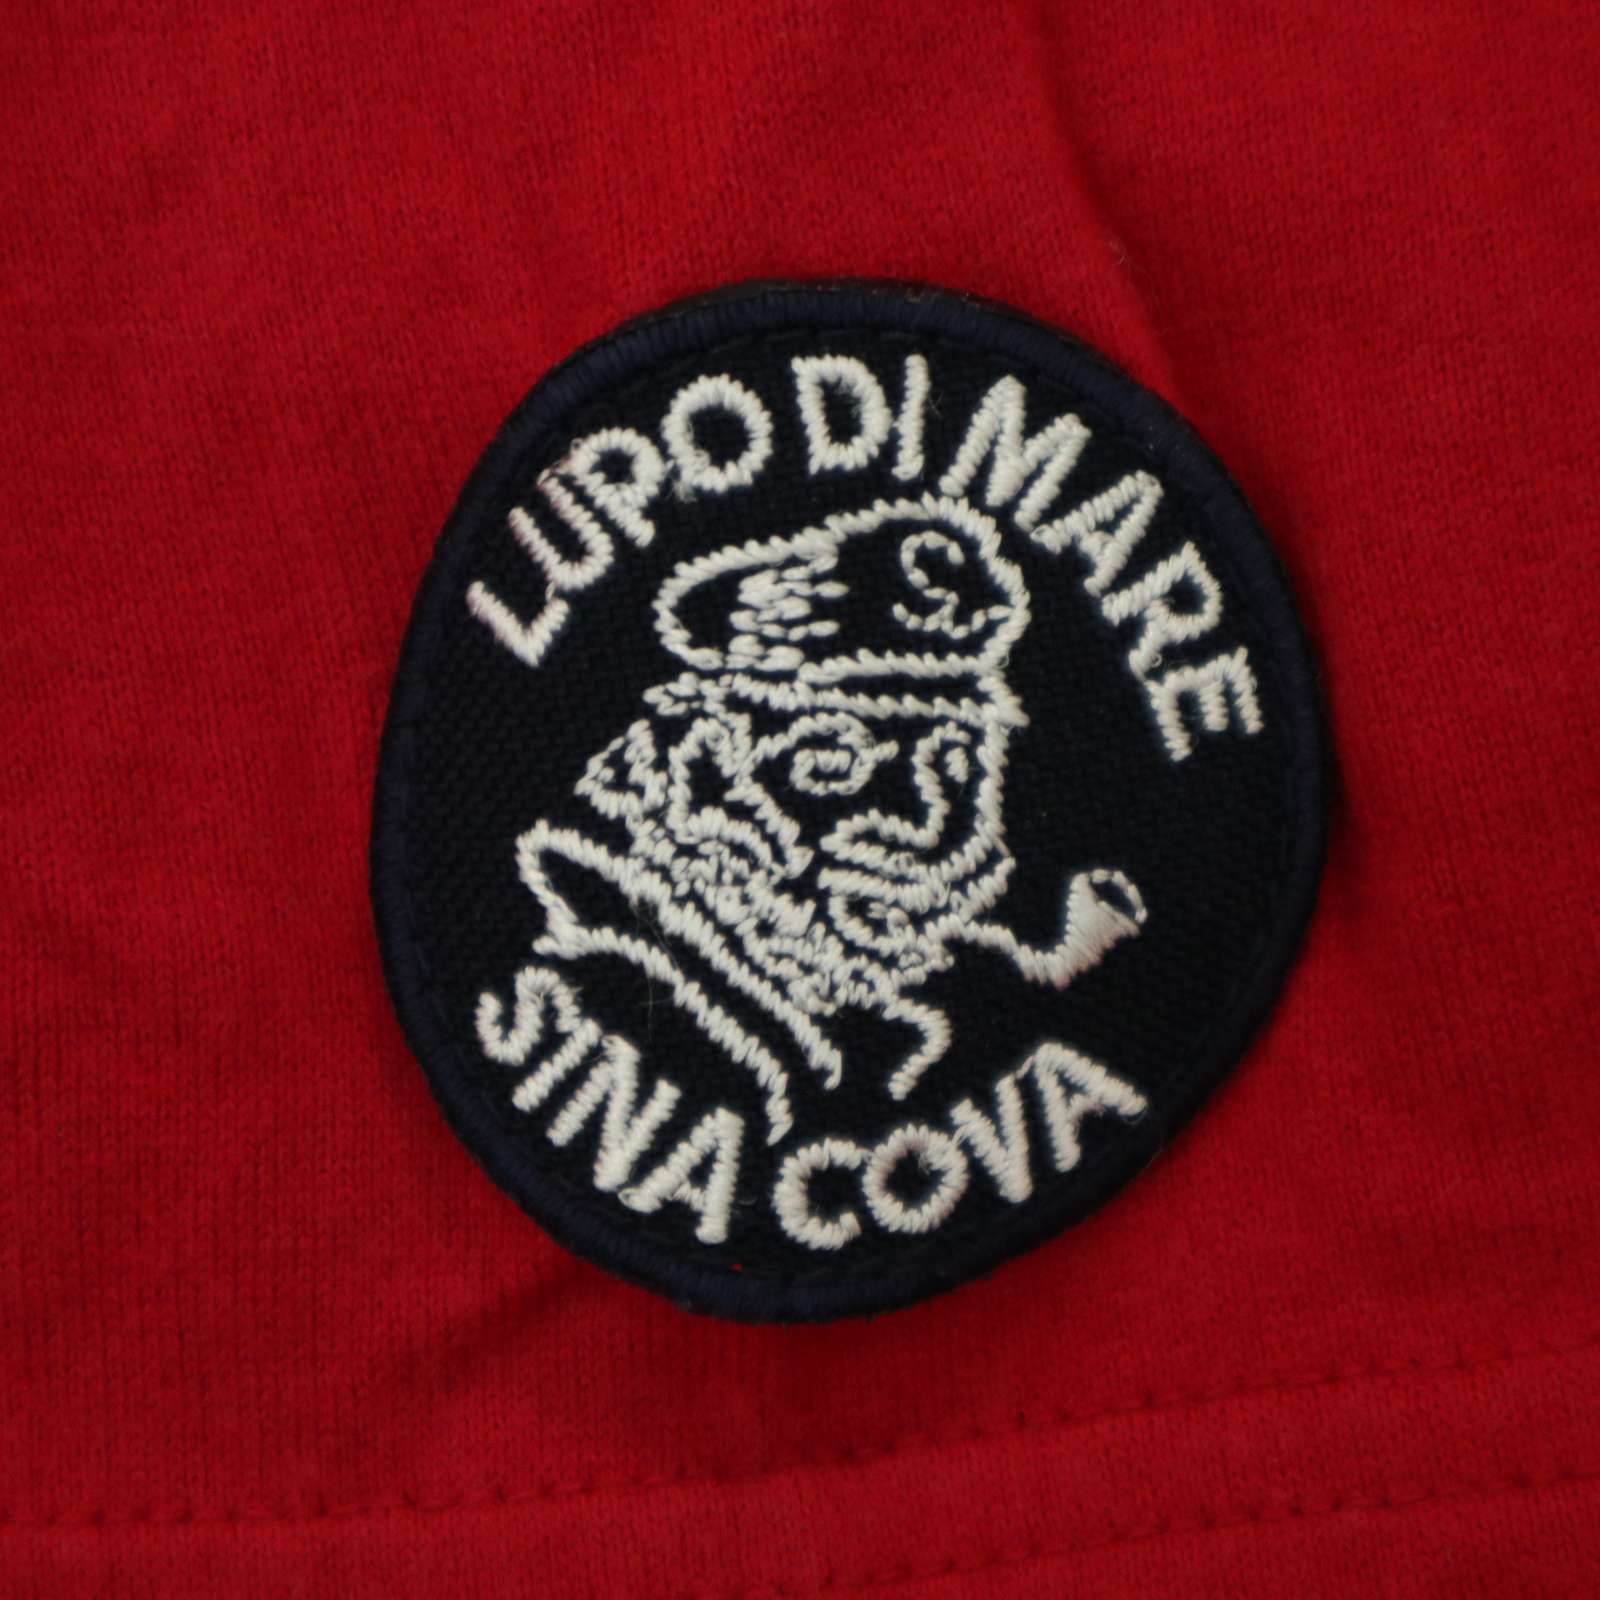 LUPO DI MARE
SINA COVA